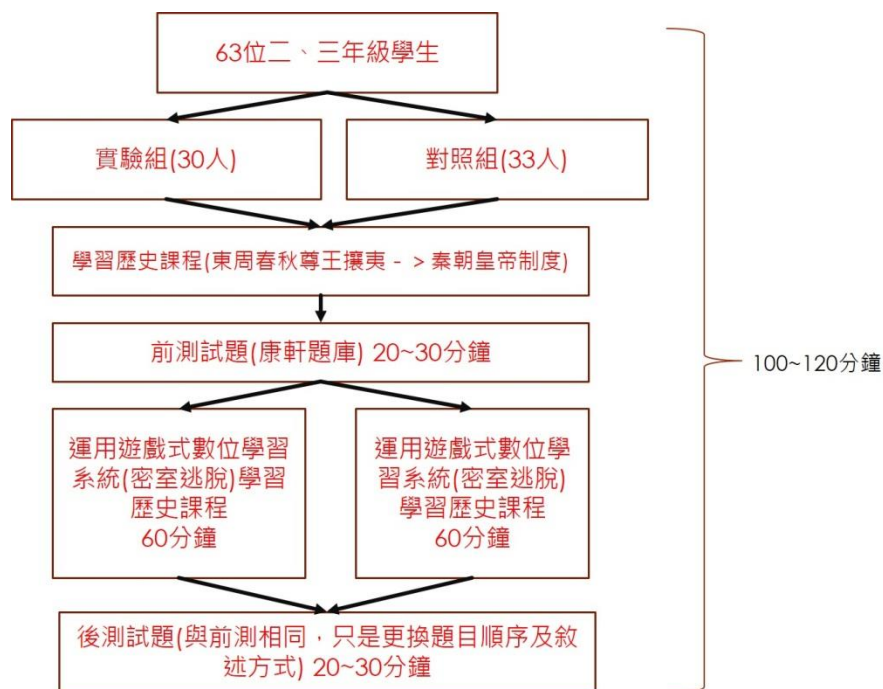 63位二、三年級學生
實驗組(30人)
對照組(33人)
學習歷史課程(東周春秋尊王攘夷 - > 秦朝皇帝制度)
前測試題(康軒題庫) 20~30分鐘
100~120分鐘
運用遊戲式數位學習
系統(密室逃脫)學習
歷史課程
60分鐘
運用遊戲式數位學
習系統(密室逃脫)
學習歷史課程
60分鐘
後測試題(與前測相同，只是更換題目順序及敘
述方式) 20~30分鐘